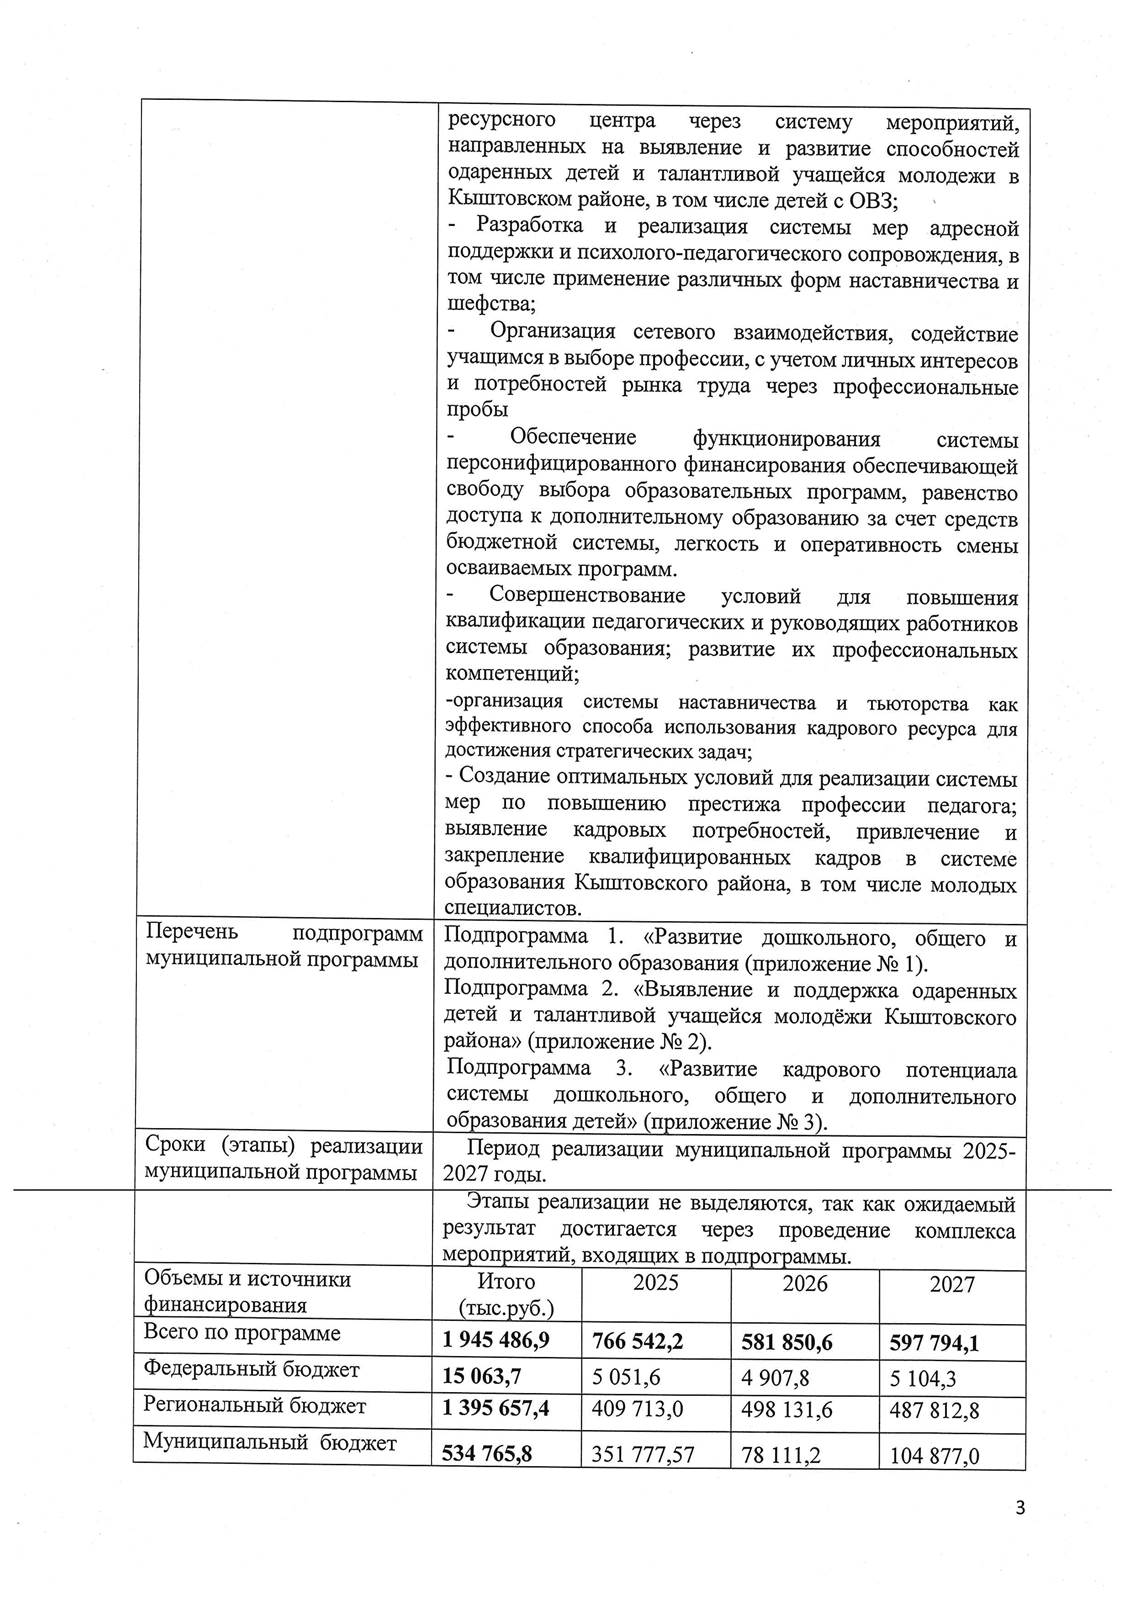 ресурсного центра через систему мероприятий,
направленных на выявление и развитие способностей
одаренных детей и талантливой учащейся молодежи в
Кыштовском районе, в том числе детей с ОВЗ;
- Разработка и реализация системы мер адресной
поддержки и психолого-педагогического сопровождения, в
том числе применение различных форм наставничества и
шефства;
- Организация сетевого взаимодействия, содействие
учащимся в выборе профессии, с учетом личных интересов
и потребностей рынка труда через профессиональные
пробы
- Обеспечение функционирования системы
персонифицированного финансирования обеспечивающей
свободу выбора образовательных программ, равенство
доступа к дополнительному образованию за счет средств
бюджетной системы, легкость и оперативность смены
осваиваемых программ.
- Совершенствование условий для повышения
квалификации педагогических и руководящих работников
системы образования; развитие их профессиональных
компетенций;
-организация системы наставничества и тьюторства как
эффективного способа использования кадрового ресурса для
достижения стратегических задач;
- Создание оптимальных условий для реализации системы
мер по повышению престижа профессии педагога;
выявление кадровых потребностей, привлечение и
закрепление квалифицированных кадров в системе
образования Кыштовского района, в том числе молодых
специалистов.
Перечень подпрограмм
муниципальной программы
Подпрограмма 1. «Развитие дошкольного, общего и
дополнительного образования (приложение № 1).
Подпрограмма 2. «Выявление и поддержка одаренных
детей и талантливой учащейся молодёжи Кыштовского
района» (приложение № 2).
Подпрограмма 3. «Развитие кадрового потенциала
системы дошкольного, общего и дополнительного
образования детей» (приложение № 3).
Сроки (этапы) реализации
муниципальной программы
Период реализации муниципальной программы 2025-
2027 годы.
Этапы реализации не выделяются, так как ожидаемый
результат достигается через проведение комплекса
мероприятий, входящих в подпрограммы.
Объемы и источники
финансирования
Итого
(тыс.руб.)
2025
2026
2027
Всего по программе 1 945 486,9 766 542,2 581 850,6 597 794,1
Федеральный бюджет 15 063,7 5 051,6 4 907,8 5 104,3
Региональный бюджет 1 395 657,4 409 713,0 498 131,6 487 812,8
Муниципальный бюджет 534 765,8 351 777,57 78 111,2 104 877,0
3